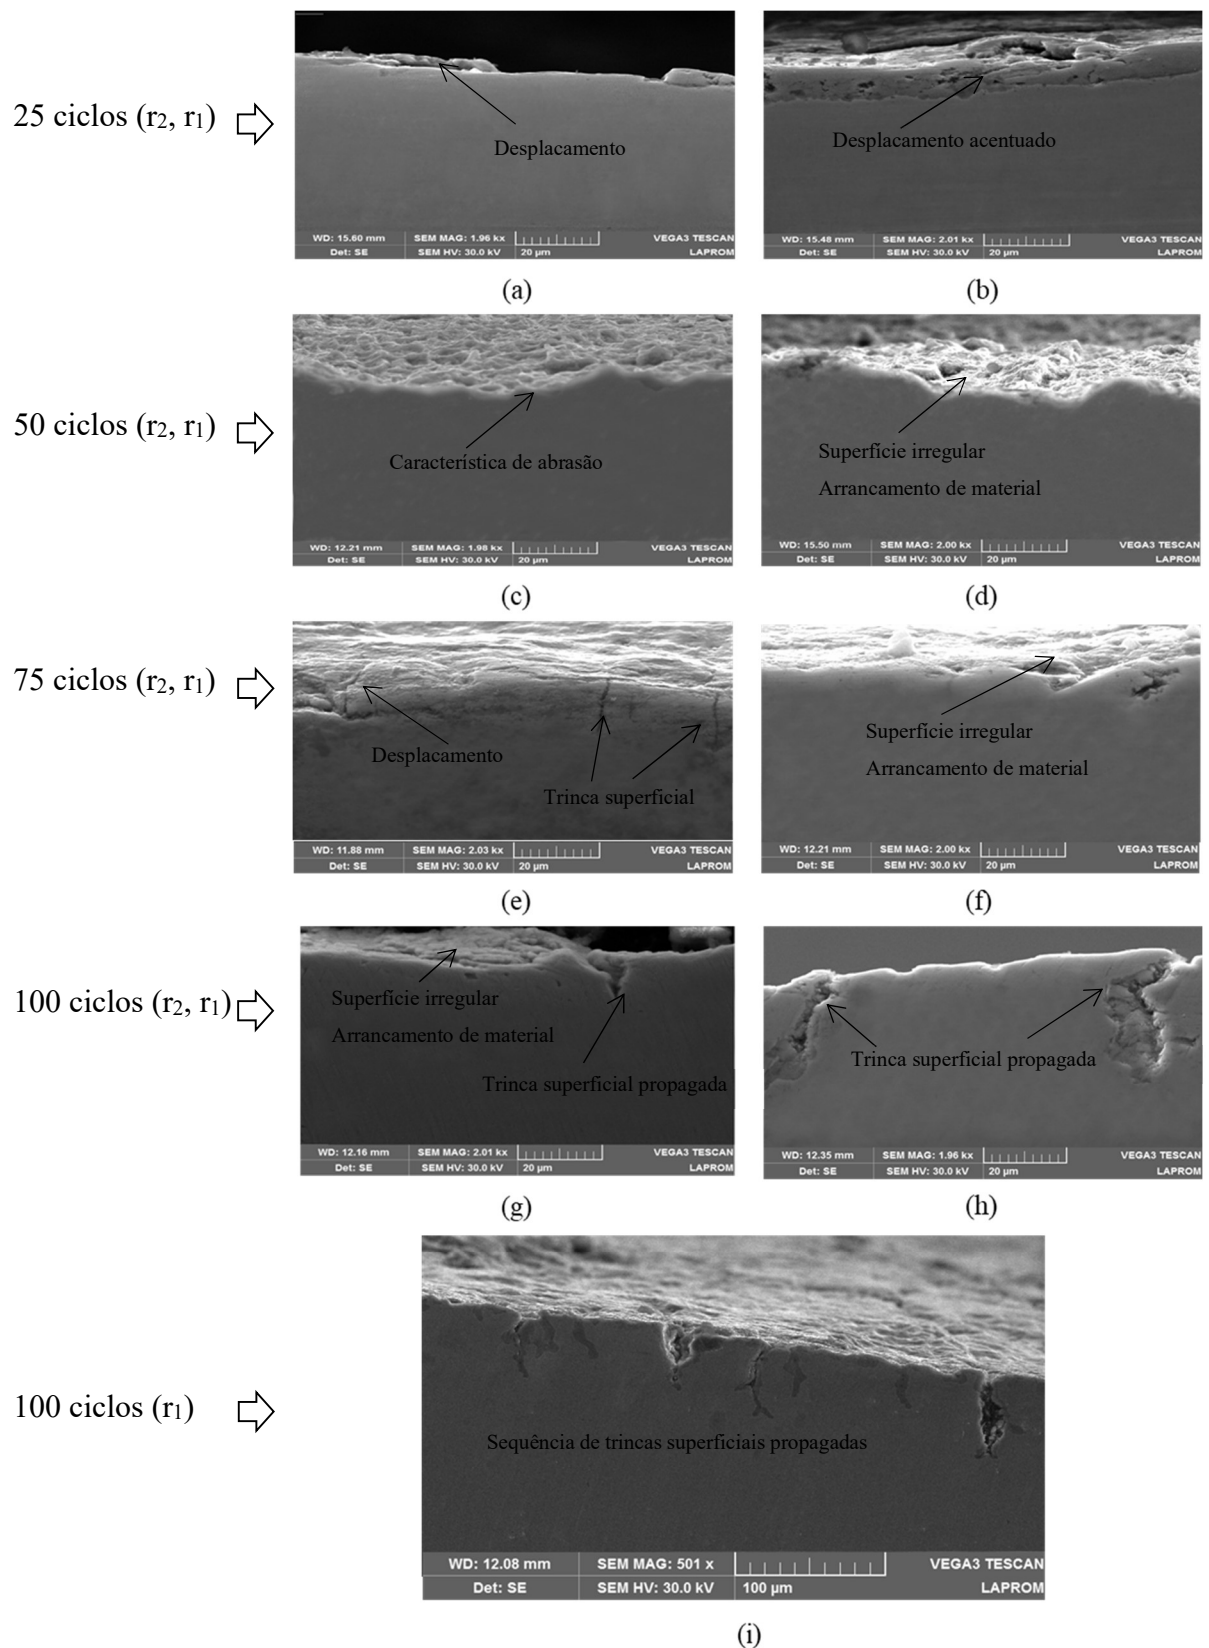 25 ciclos (r2, r1)
Desplacamento
WD: 15.60 mm SEM MAG: 1.96 kx VEGA3 TESCAN
Det: SE SEM HV: 30.0 kV 20 µm LAPROM
(a)
Desplacamento acentuado
WD: 15.48 mm SEM MAG: 2.01 kx VEGA3 TESCAN
Det: SE SEM HV: 30.0 kV 20 µm LAPROM
(b)
50 ciclos (r2, r1)
Característica de abrasão
WD: 12.21 mm SEM MAG: 1.98 kx VEGA3 TESCAN
Det: SE SEM HV: 30.0 kV 20 µm LAPROM
(c)
Superfície irregular
Arrancamento de material
WD: 15.50 mm SEM MAG: 2.00 kx VEGA3 TESCAN
Det: SE SEM HV: 30.0 kV 20 µm LAPROM
(d)
75 ciclos (r2, r1)
Desplacamento
Trinca superficial
WD: 11.88 mm SEM MAG: 2.03 kx VEGA3 TESCAN
Det: SE SEM HV: 30.0 kV 20 µm LAPROM
(e)
Superfície irregular
Arrancamento de material
WD: 12.21 mm SEM MAG: 2.00 kx VEGA3 TESCAN
Det: SE SEM HV: 30.0 kV 20 µm LAPROM
(f)
100 ciclos (r2, r1)
Superfície irregular
Arrancamento de material
Trinca superficial propagada
WD: 12.16 mm SEM MAG: 2.01 kx VEGA3 TESCAN
Det: SE SEM HV: 30.0 kV 20 µm LAPROM
(g)
Trinca superficial propagada
WD: 12.35 mm SEM MAG: 1.96 kx VEGA3 TESCAN
Det: SE SEM HV: 30.0 kV 20 µm LAPROM
(h)
100 ciclos (r1)
Sequência de trincas superficiais propagadas
WD: 12.08 mm SEM MAG: 501 x VEGA3 TESCAN
Det: SE SEM HV: 30.0 kV 100 µm LAPROM
(i)